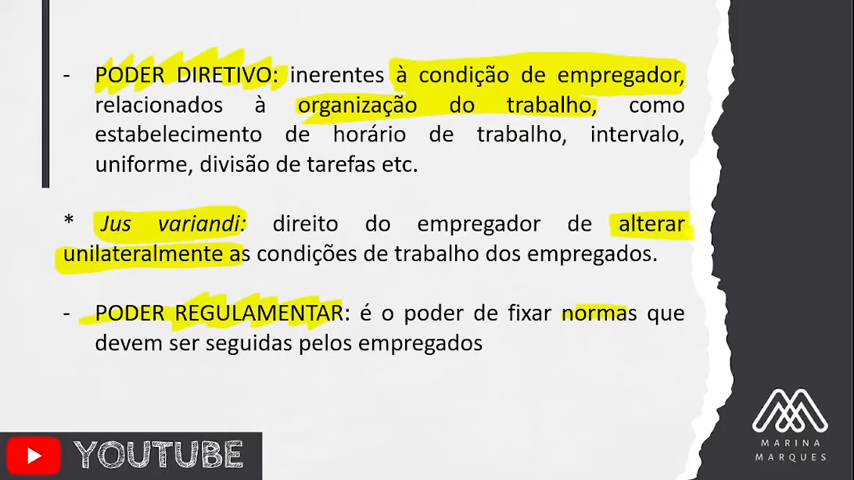 - PODER DIRETIVO: inerentes à condição de empregador,
relacionados à organização do trabalho, como
estabelecimento de horário de trabalho, intervalo,
uniforme, divisão de tarefas etc.
* Jus variandi: direito do empregador de alterar
unilateralmente as condições de trabalho dos empregados.
- PODER REGULAMENTAR: é o poder de fixar normas que
devem ser seguidas pelos empregados
MARINA
MARQUES
YOUTUBE